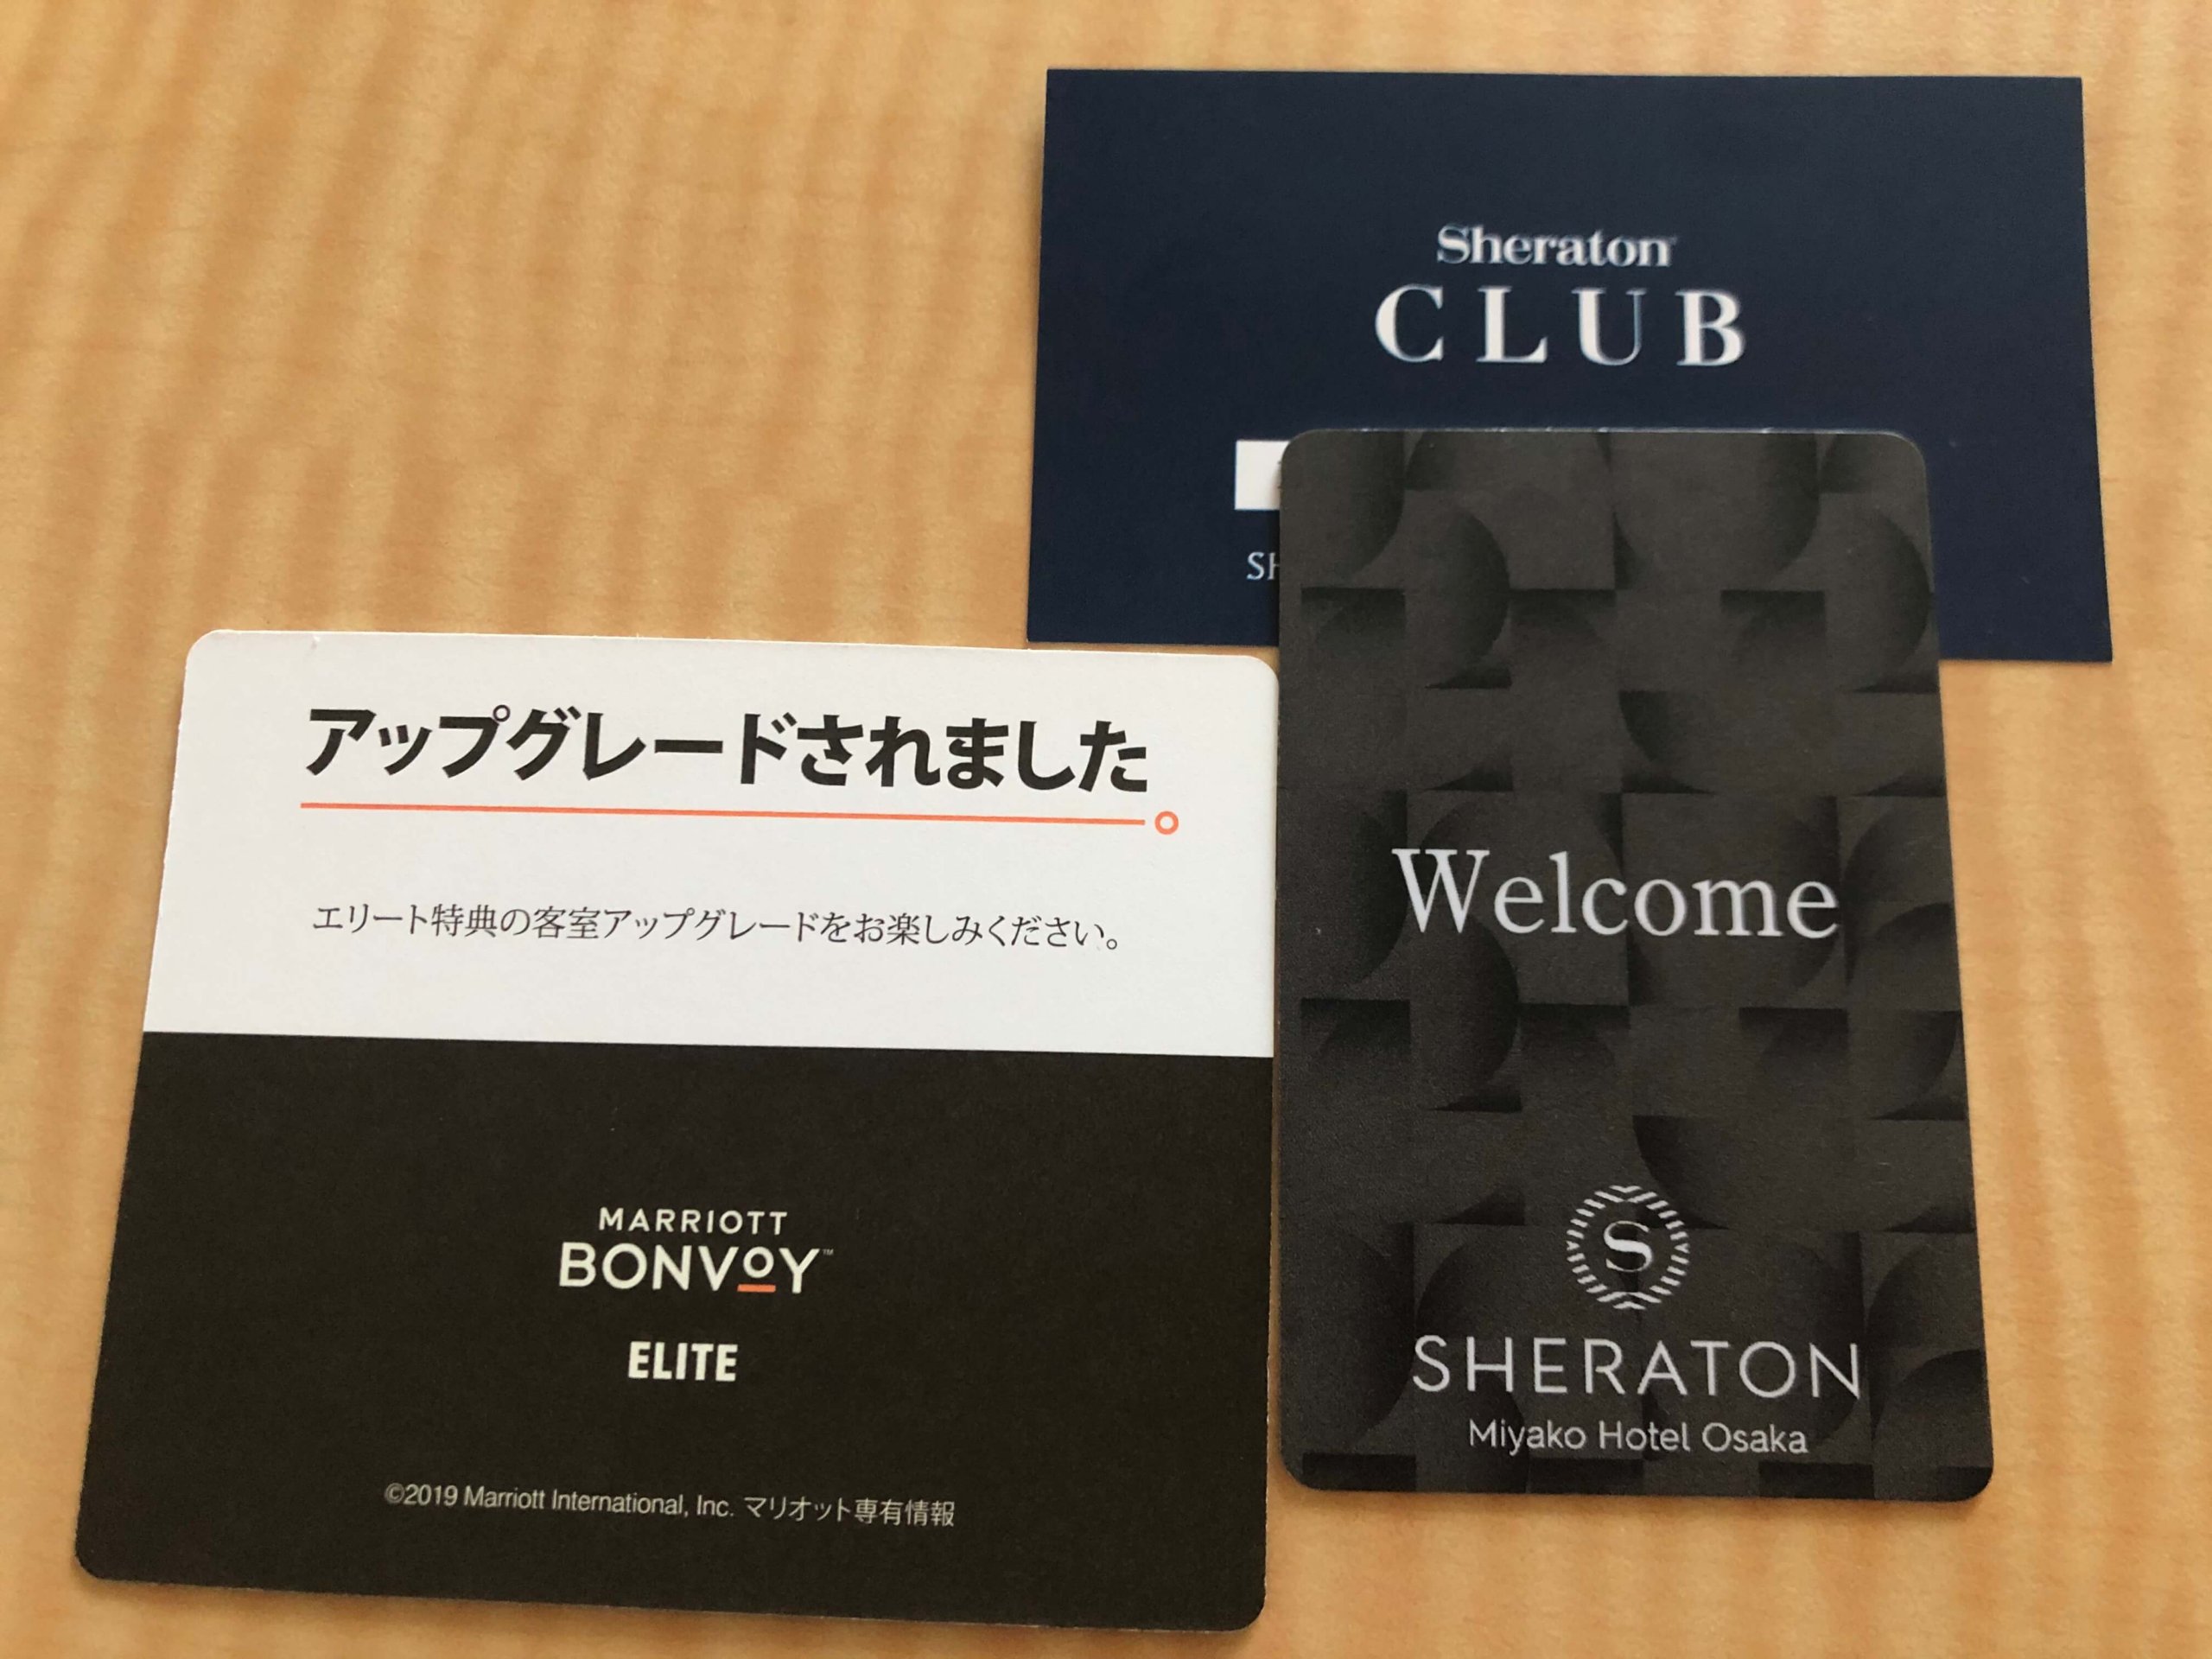 Sheraton
CLUB
SH
アップグレードされました
エリート特典の客室アップグレードをお楽しみください。
MARRIOTT
BONVOY™
ELITE
©2019 Marriott International, Inc. マリオット専有情報
Welcome
S
SHERATON
Miyako Hotel Osaka